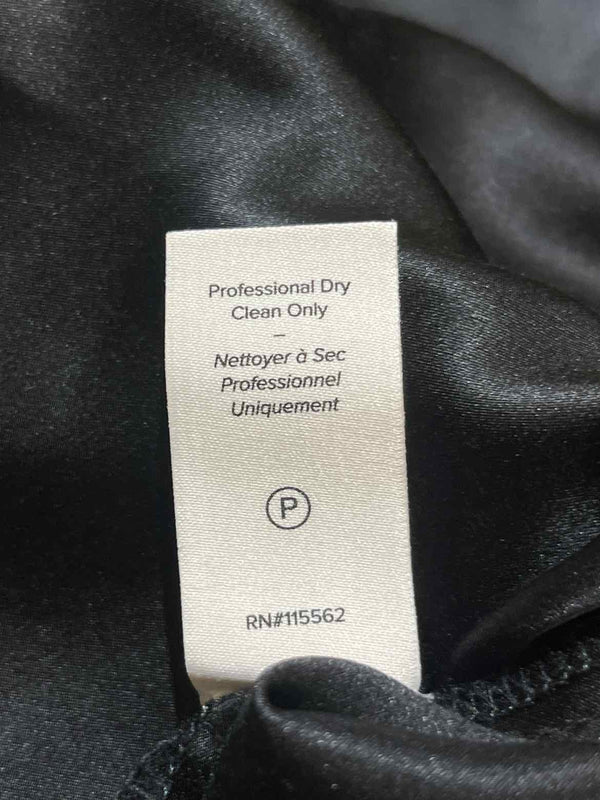 Professional Dry
Clean Only
–
Nettoyer à Sec
Professionnel
Uniquement
P
RN#115562